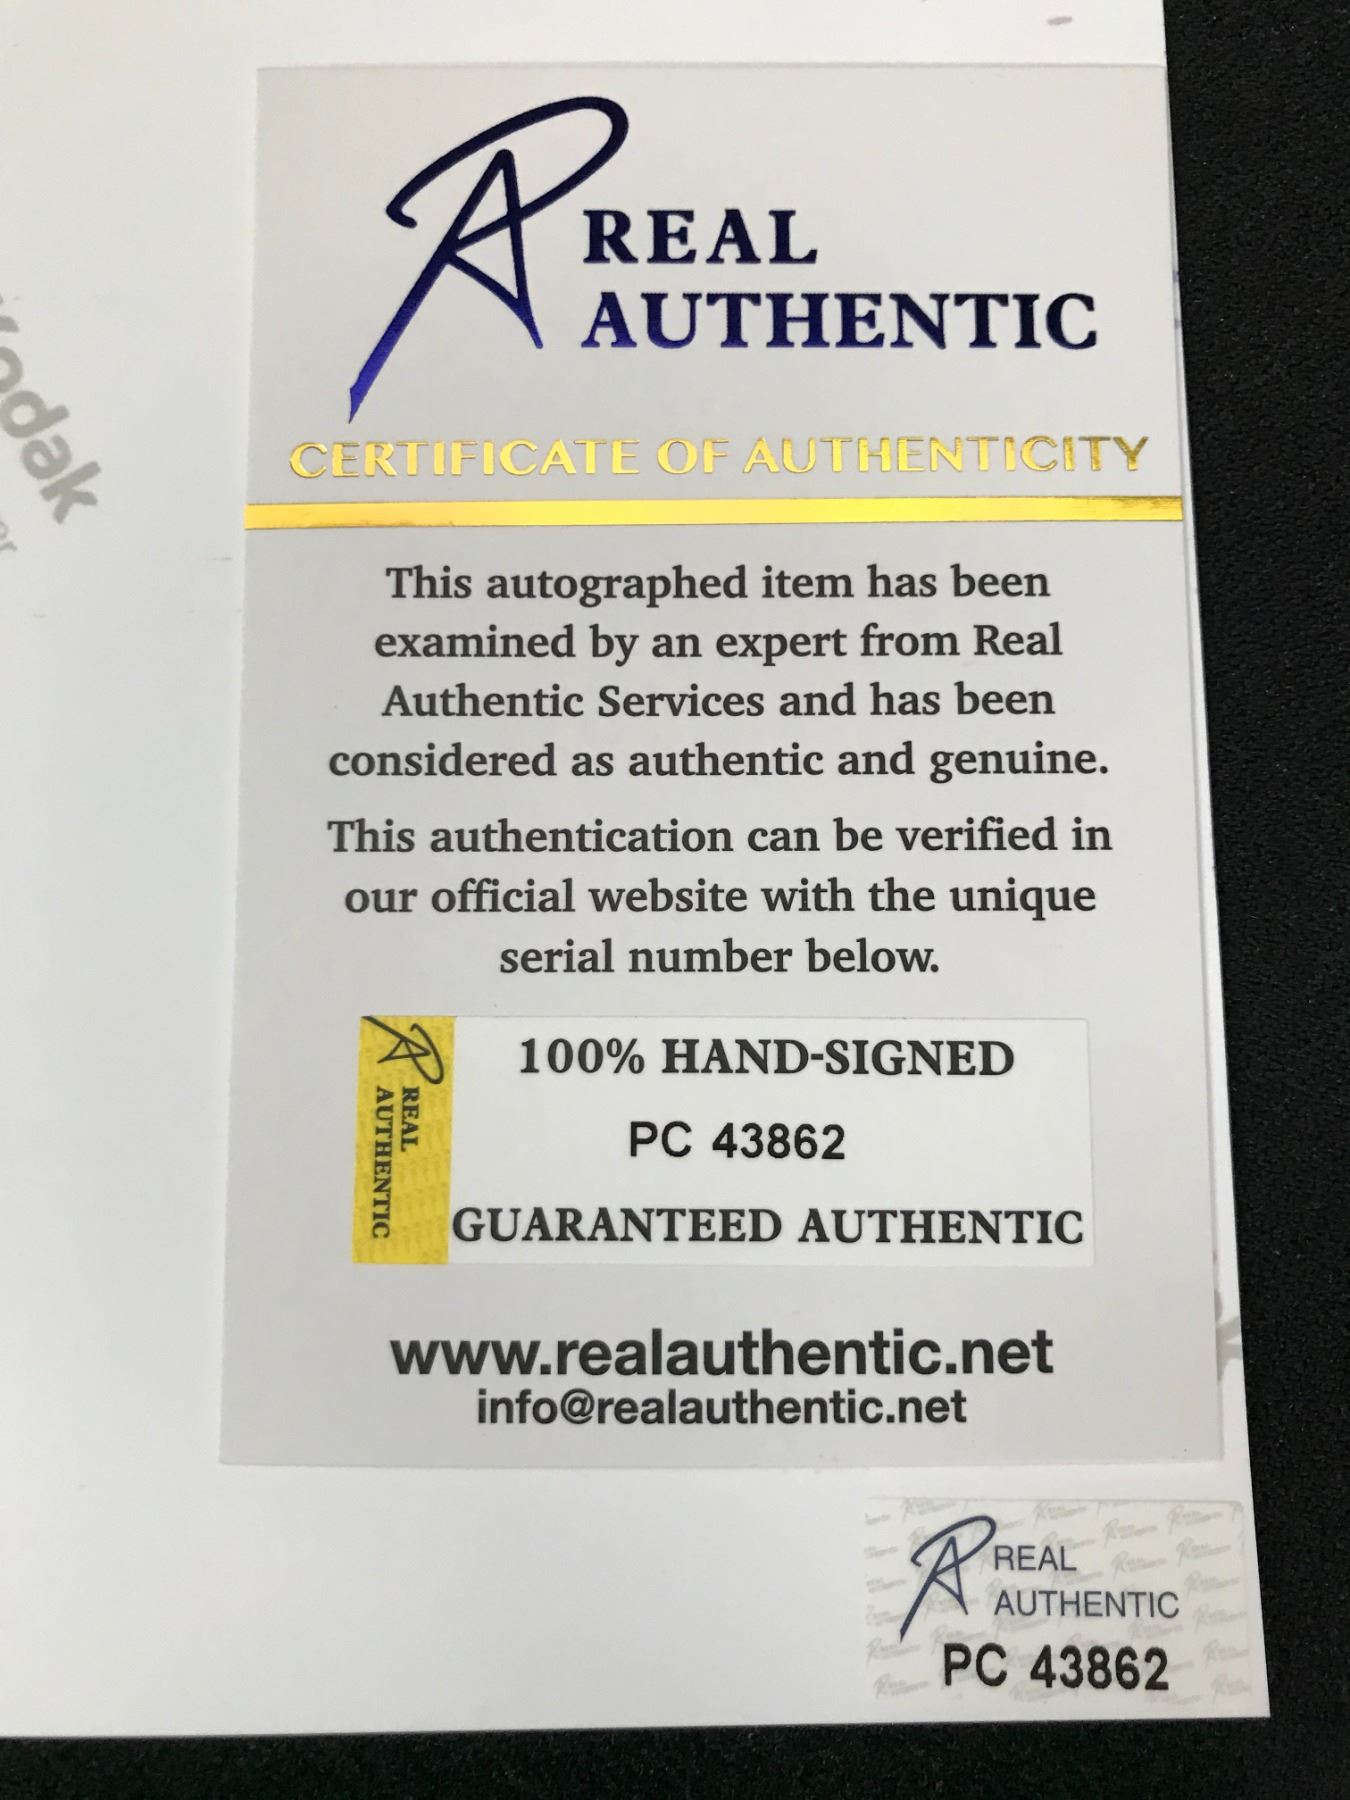 REAL
AUTHENTIC
CERTIFICATE OF AUTHENTICITY
This autographed item has been
examined by an expert from Real
Authentic Services and has been
considered as authentic and genuine.
This authentication can be verified in
our official website with the unique
serial number below.
REAL
AUTHENTIC
100% HAND-SIGNED
PC 43862
GUARANTEED AUTHENTIC
www.realauthentic.net
info@realauthentic.net
REAL
AUTHENTIC
PC 43862
Kodak